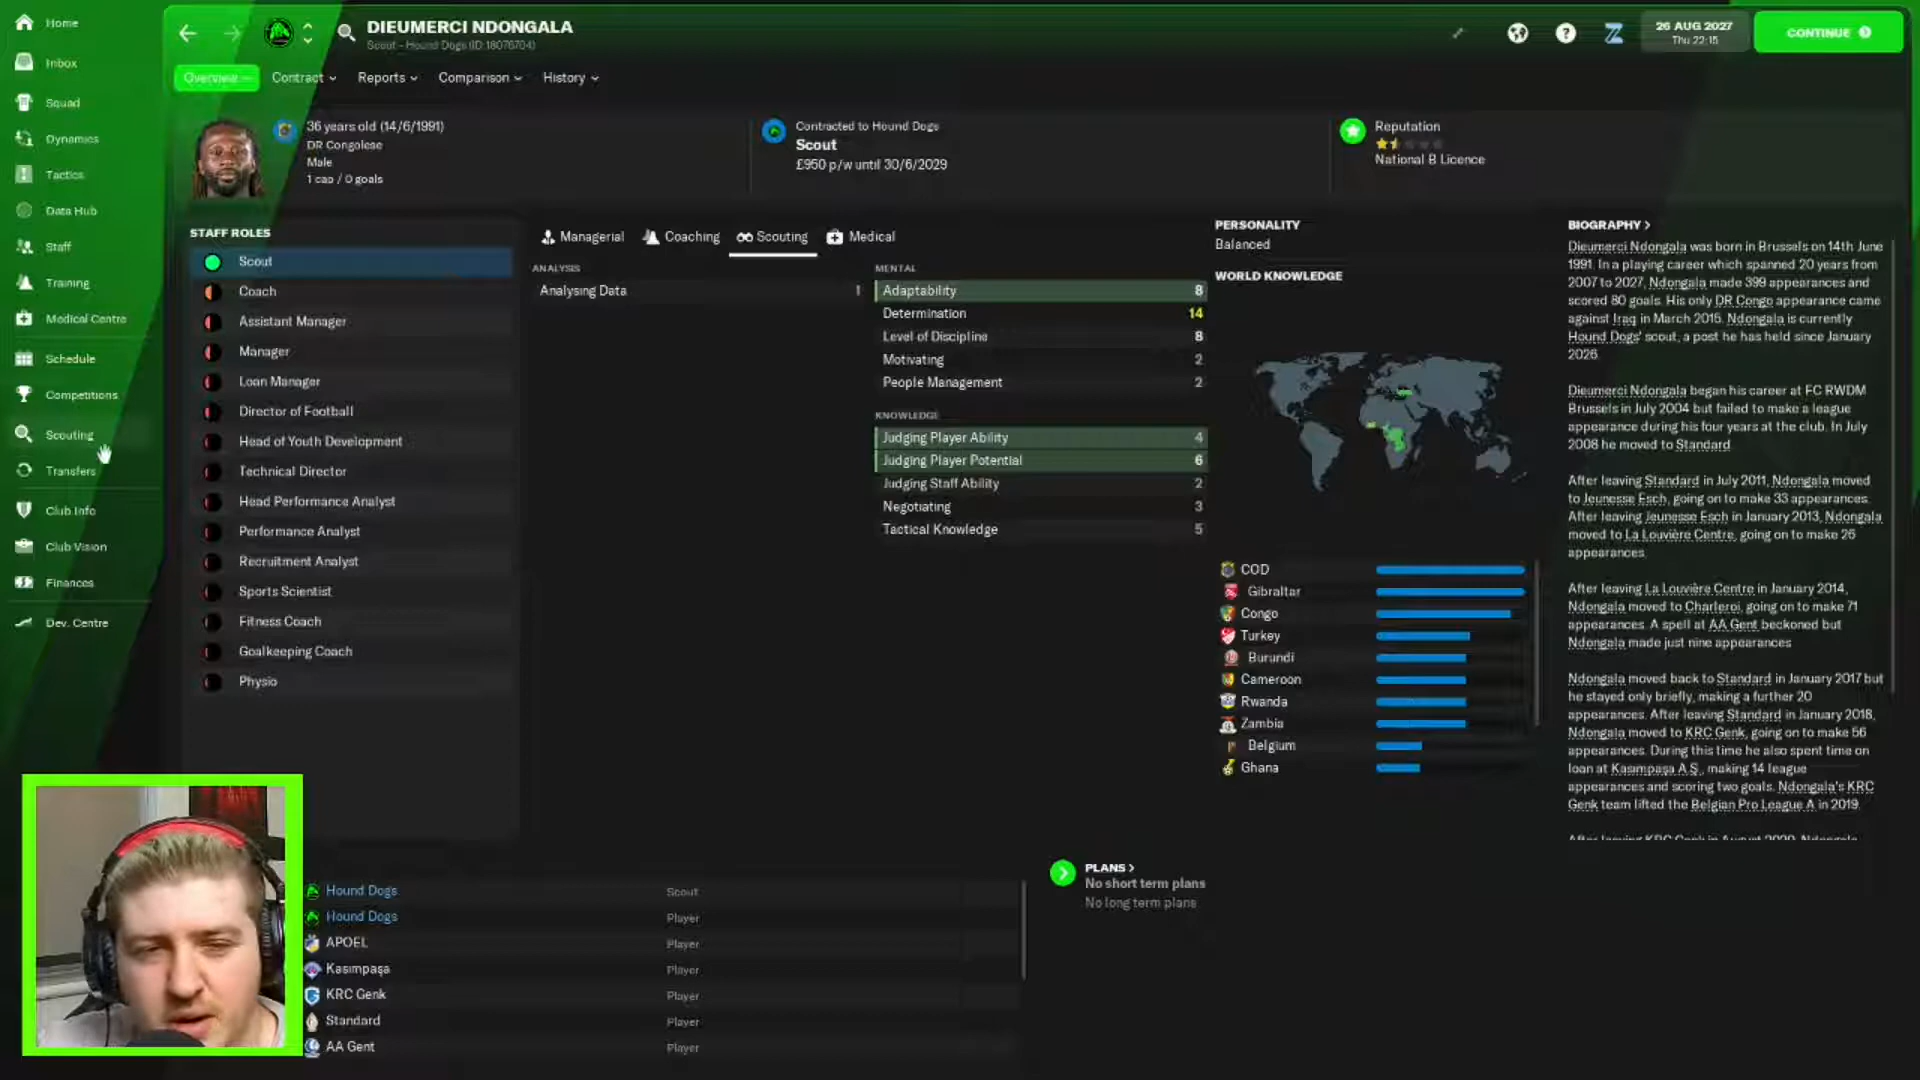 Home
Inbox
Squad
Dynamics
Tactics
Data Hub
Staff
Training
Medical Centre
Schedule
Competitions
Scouting
Transfers
Club Info
Club Vision
Finances
Dev. Centre
DIEUMERCI NDONGALA
Scout - Hound Dogs (ID: 18076704)
26 AUG 2027
Thu 22:15
CONTINUE
Overview
Contract
Reports
Comparison
History
36 years old (14/6/1991)
DR Congolese
Male
1 cap / 0 goals
Contracted to Hound Dogs
Scout
£950 p/w until 30/6/2029
Reputation
National B Licence
STAFF ROLES
Scout
Coach
Assistant Manager
Manager
Loan Manager
Director of Football
Head of Youth Development
Technical Director
Head Performance Analyst
Performance Analyst
Recruitment Analyst
Sports Scientist
Fitness Coach
Goalkeeping Coach
Physio
Managerial Coaching Scouting Medical
ANALYSIS
Analysing Data 1
MENTAL
Adaptability 8
Determination 14
Level of Discipline 8
Motivating 2
People Management 2
KNOWLEDGE
Judging Player Ability 4
Judging Player Potential 6
Judging Staff Ability 2
Negotiating 3
Tactical Knowledge 5
PERSONALITY
Balanced
WORLD KNOWLEDGE
COD
Gibraltar
Congo
Turkey
Burundi
Cameroon
Rwanda
Zambia
Belgium
Ghana
BIOGRAPHY >
Dieumerci Ndongala was born in Brussels on 14th June
1991. In a playing career which spanned 20 years from
2007 to 2027, Ndongala made 399 appearances and
scored 80 goals. His only DR Congo appearance came
against Iraq in March 2015. Ndongala is currently
Hound Dogs' scout, a post he has held since January
2026.
Dieumerci Ndongala began his career at FC RWDM
Brussels in July 2004 but failed to make a league
appearance during his four years at the club. In July
2008 he moved to Standard.
After leaving Standard in July 2011, Ndongala moved
to Jeunesse Esch, going on to make 33 appearances.
After leaving Jeunesse Esch in January 2013, Ndongala
moved to La Louvière Centre, going on to make 26
appearances.
After leaving La Louvière Centre in January 2014,
Ndongala moved to Charleroi, going on to make 71
appearances. A spell at AA Gent beckoned but
Ndongala made just nine appearances.
Ndongala moved back to Standard in January 2017 but
he stayed only briefly, making a further 20
appearances. After leaving Standard in January 2018,
Ndongala moved to KRC Genk, going on to make 56
appearances. During this time he also spent time on
loan at Kasımpaşa A.Ş., making 14 league
appearances and scoring two goals. Ndongala's KRC
Genk team lifted the Belgian Pro League A in 2019.
After leaving KRC Genk in August 2020, Ndongala
Hound Dogs Scout
Hound Dogs Player
APOEL Player
Kasımpaşa Player
KRC Genk Player
Standard Player
AA Gent Player
PLANS >
No short term plans
No long term plans